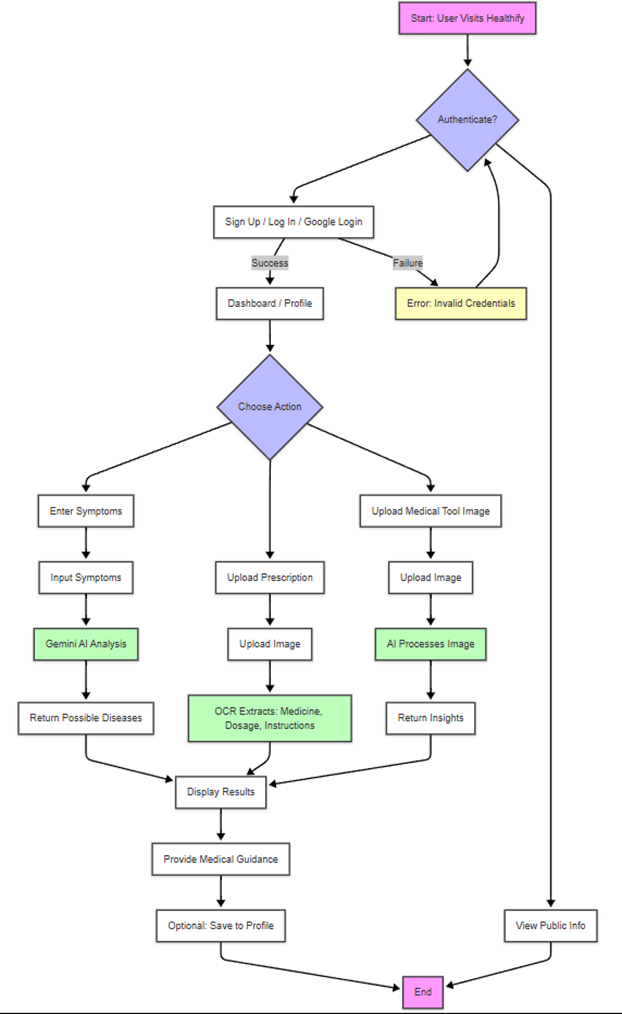 Start: User Visits Healthify
Authenticate?
Sign Up / Log In / Google Login
Success
Failure
Dashboard / Profile
Error: Invalid Credentials
Choose Action
Enter Symptoms
Upload Medical Tool Image
Input Symptoms
Upload Prescription
Upload Image
Gemini AI Analysis
Upload Image
AI Processes Image
Return Possible Diseases
OCR Extracts: Medicine,
Dosage, Instructions
Return Insights
Display Results
Provide Medical Guidance
Optional: Save to Profile
View Public Info
End